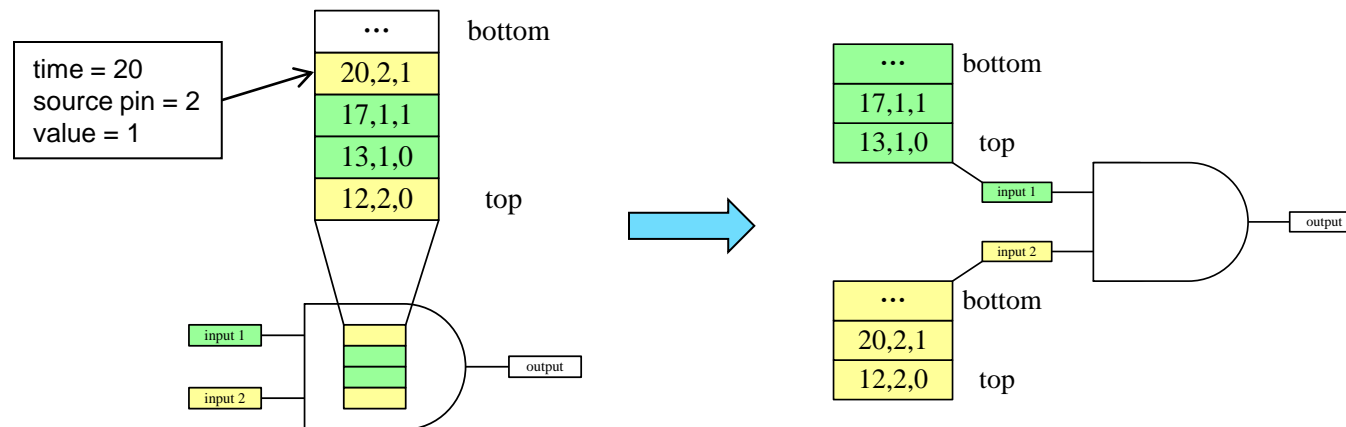 time = 20
source pin = 2
value = 1
...
bottom
20,2,1
17,1,1
13,1,0
12,2,0
top
input 1
input 2
output
...
bottom
17,1,1
13,1,0
top
input 1
input 2
output
...
bottom
20,2,1
12,2,0
top